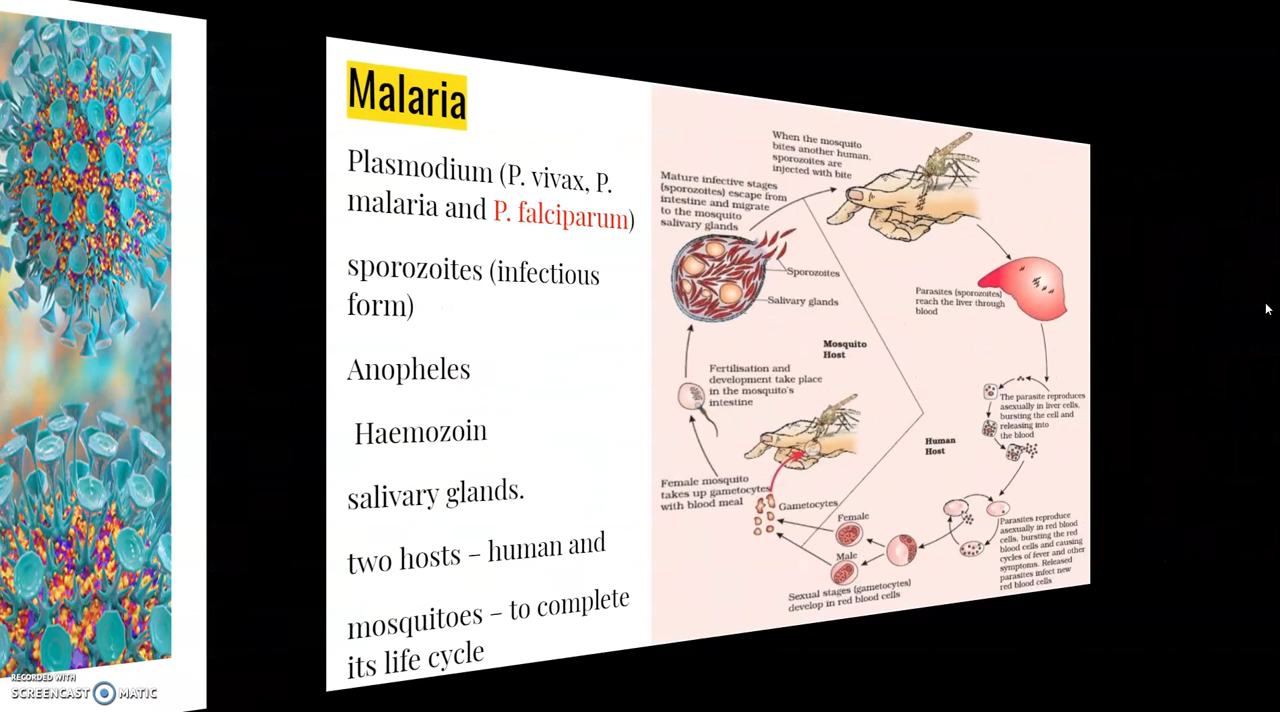 Malaria
Plasmodium (P. vivax, P.
malaria and P. falciparum)
sporozoites (infectious
form)
Anopheles
Haemozoin
salivary glands.
two hosts – human and
mosquitoes – to complete
its life cycle
When the mosquito
bites another human,
sporozoites are
injected with bite
Mature infective stages
(sporozoites) escape from
intestine and migrate
to the mosquito
salivary glands
Sporozoites
Salivary glands
Parasites (sporozoites)
reach the liver through
blood
Mosquito
Host
Fertilisation and
development take place
in the mosquito's
intestine
The parasite reproduces
asexually in liver cells,
bursting the cell and
releasing into
the blood
Human
Host
Female mosquito
takes up gametocytes
with blood meal
Gametocytes
Female
Male
Parasites reproduce
asexually in red blood
cells, bursting the red
blood cells and causing
cycles of fever and other
symptoms. Released
parasites infect new
red blood cells
Sexual stages (gametocytes)
develop in red blood cells
RECORDED WITH
SCREENCAST MATIC